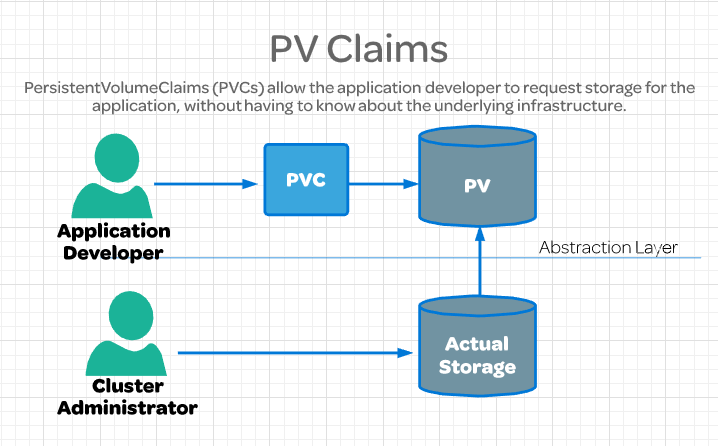 PV Claims
PersistentVolumeClaims (PVCs) allow the application developer to request storage for the
application, without having to know about the underlying infrastructure.
PVC
PV
Application
Developer
Abstraction Layer
Actual
Storage
Cluster
Administrator